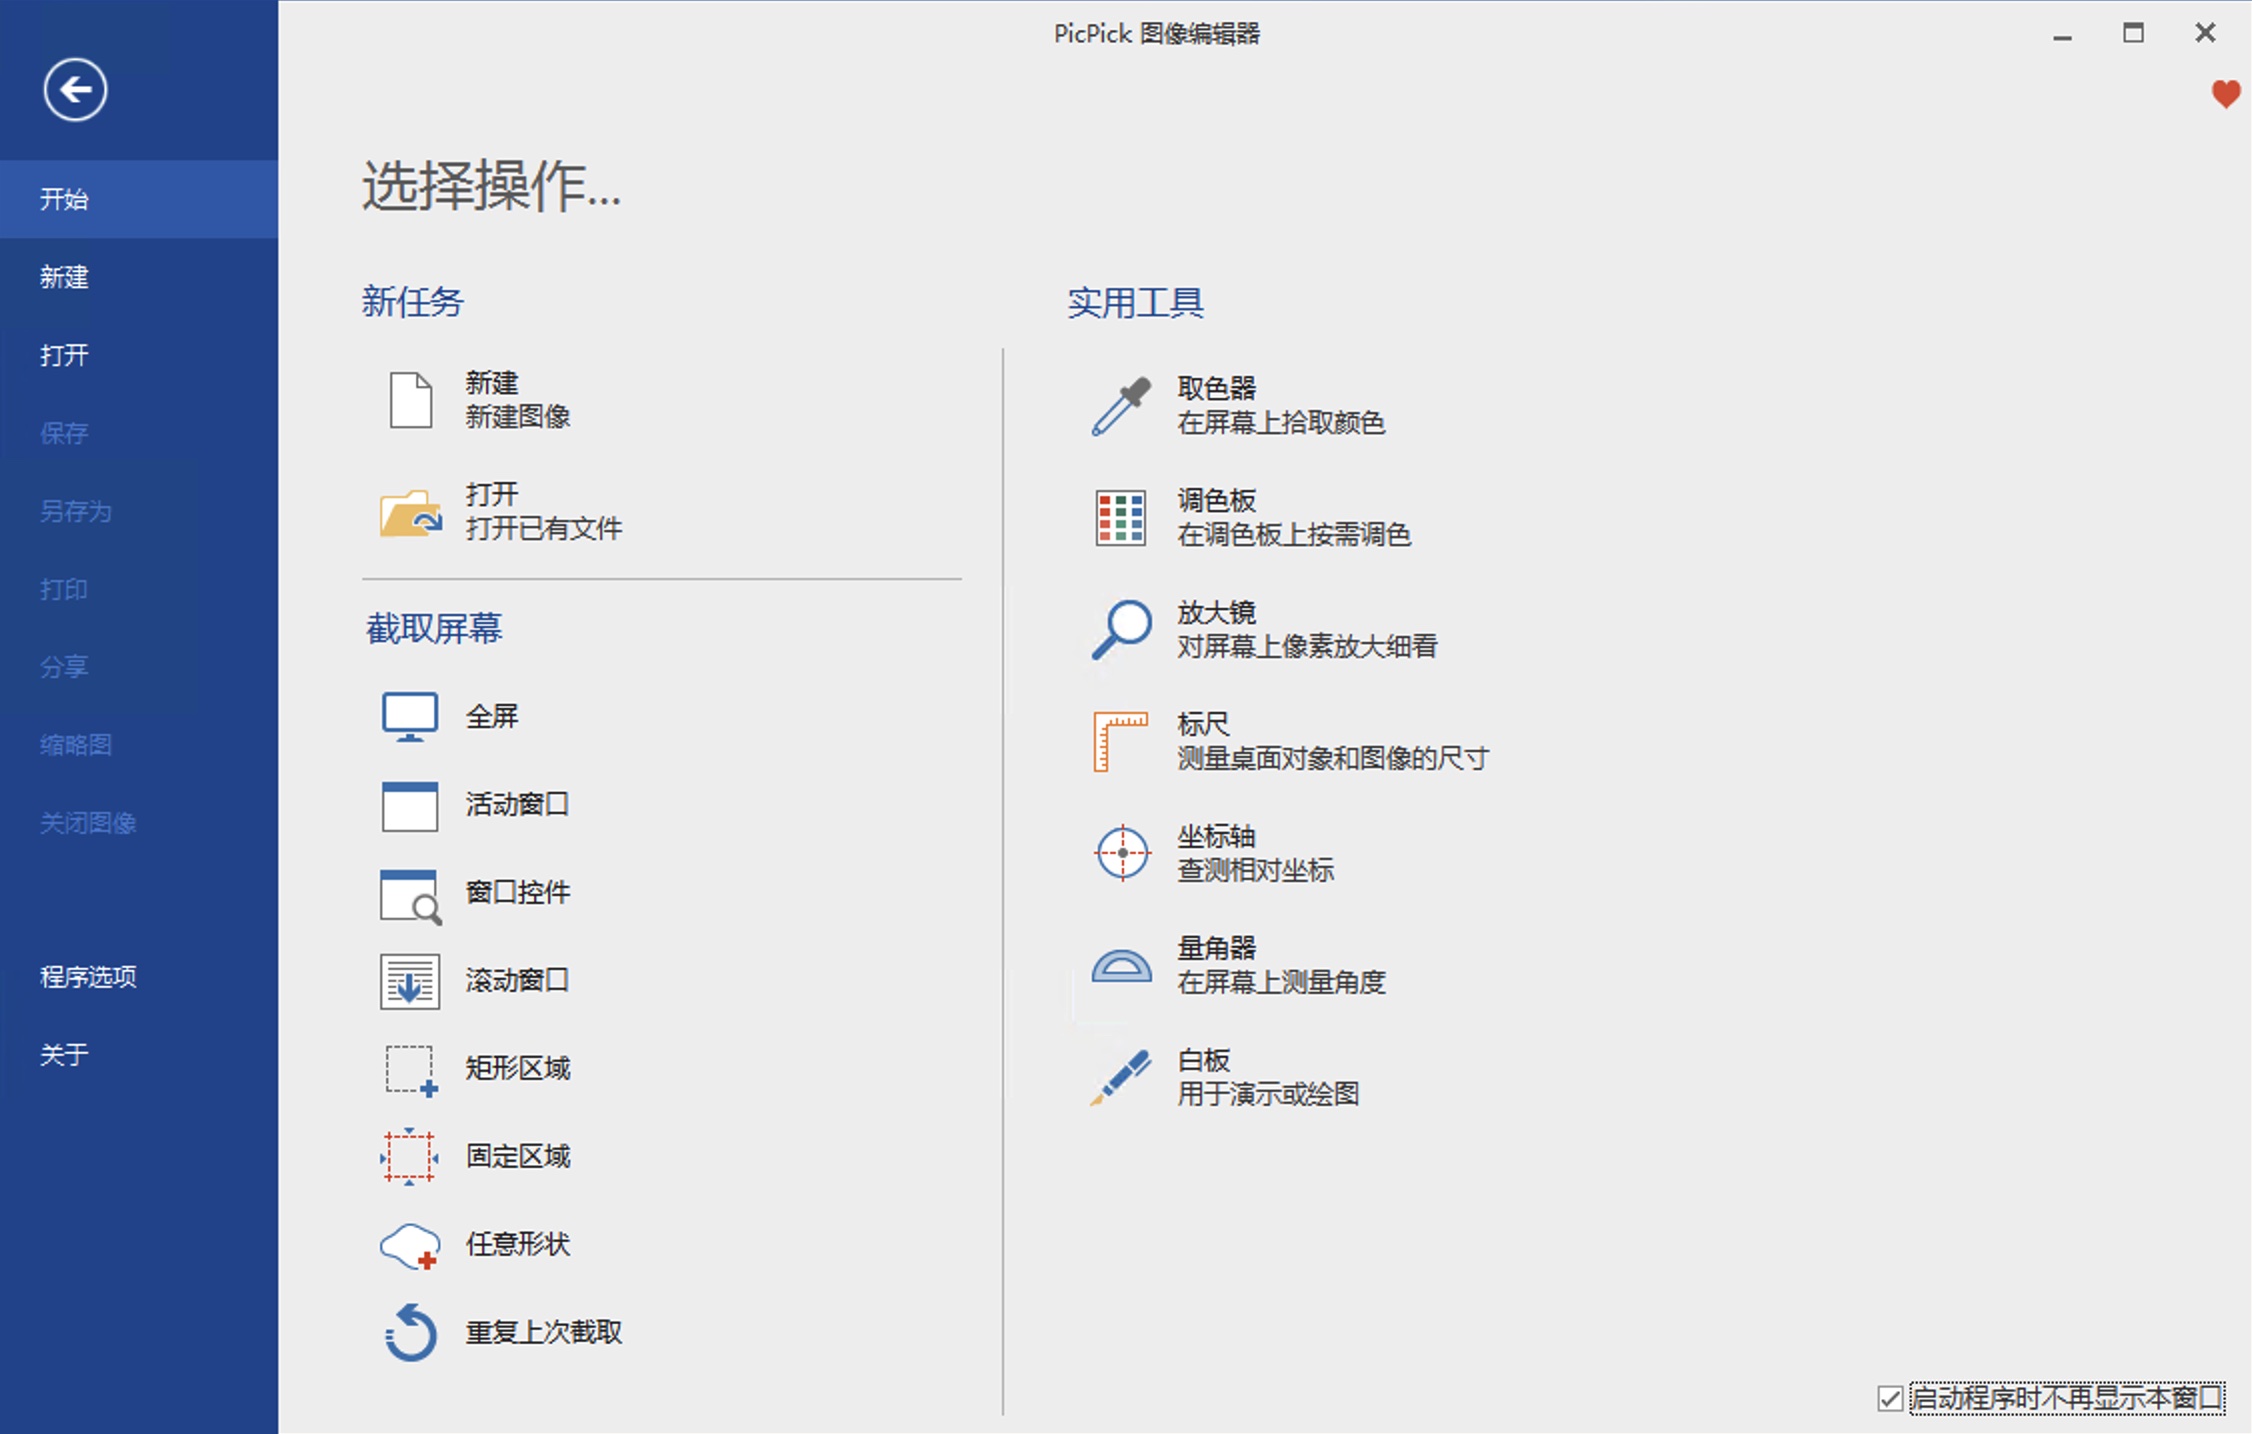 PicPick 图像编辑器
开始
新建
打开
保存
另存为
打印
分享
缩略图
关闭图像
程序选项
关于
选择操作...
新任务
新建
新建图像
打开
打开已有文件
截取屏幕
全屏
活动窗口
窗口控件
滚动窗口
矩形区域
固定区域
任意形状
重复上次截取
实用工具
取色器
在屏幕上拾取颜色
调色板
在调色板上按需调色
放大镜
对屏幕上像素放大细看
标尺
测量桌面对象和图像的尺寸
坐标轴
查测相对坐标
量角器
在屏幕上测量角度
白板
用于演示或绘图
启动程序时不再显示本窗口